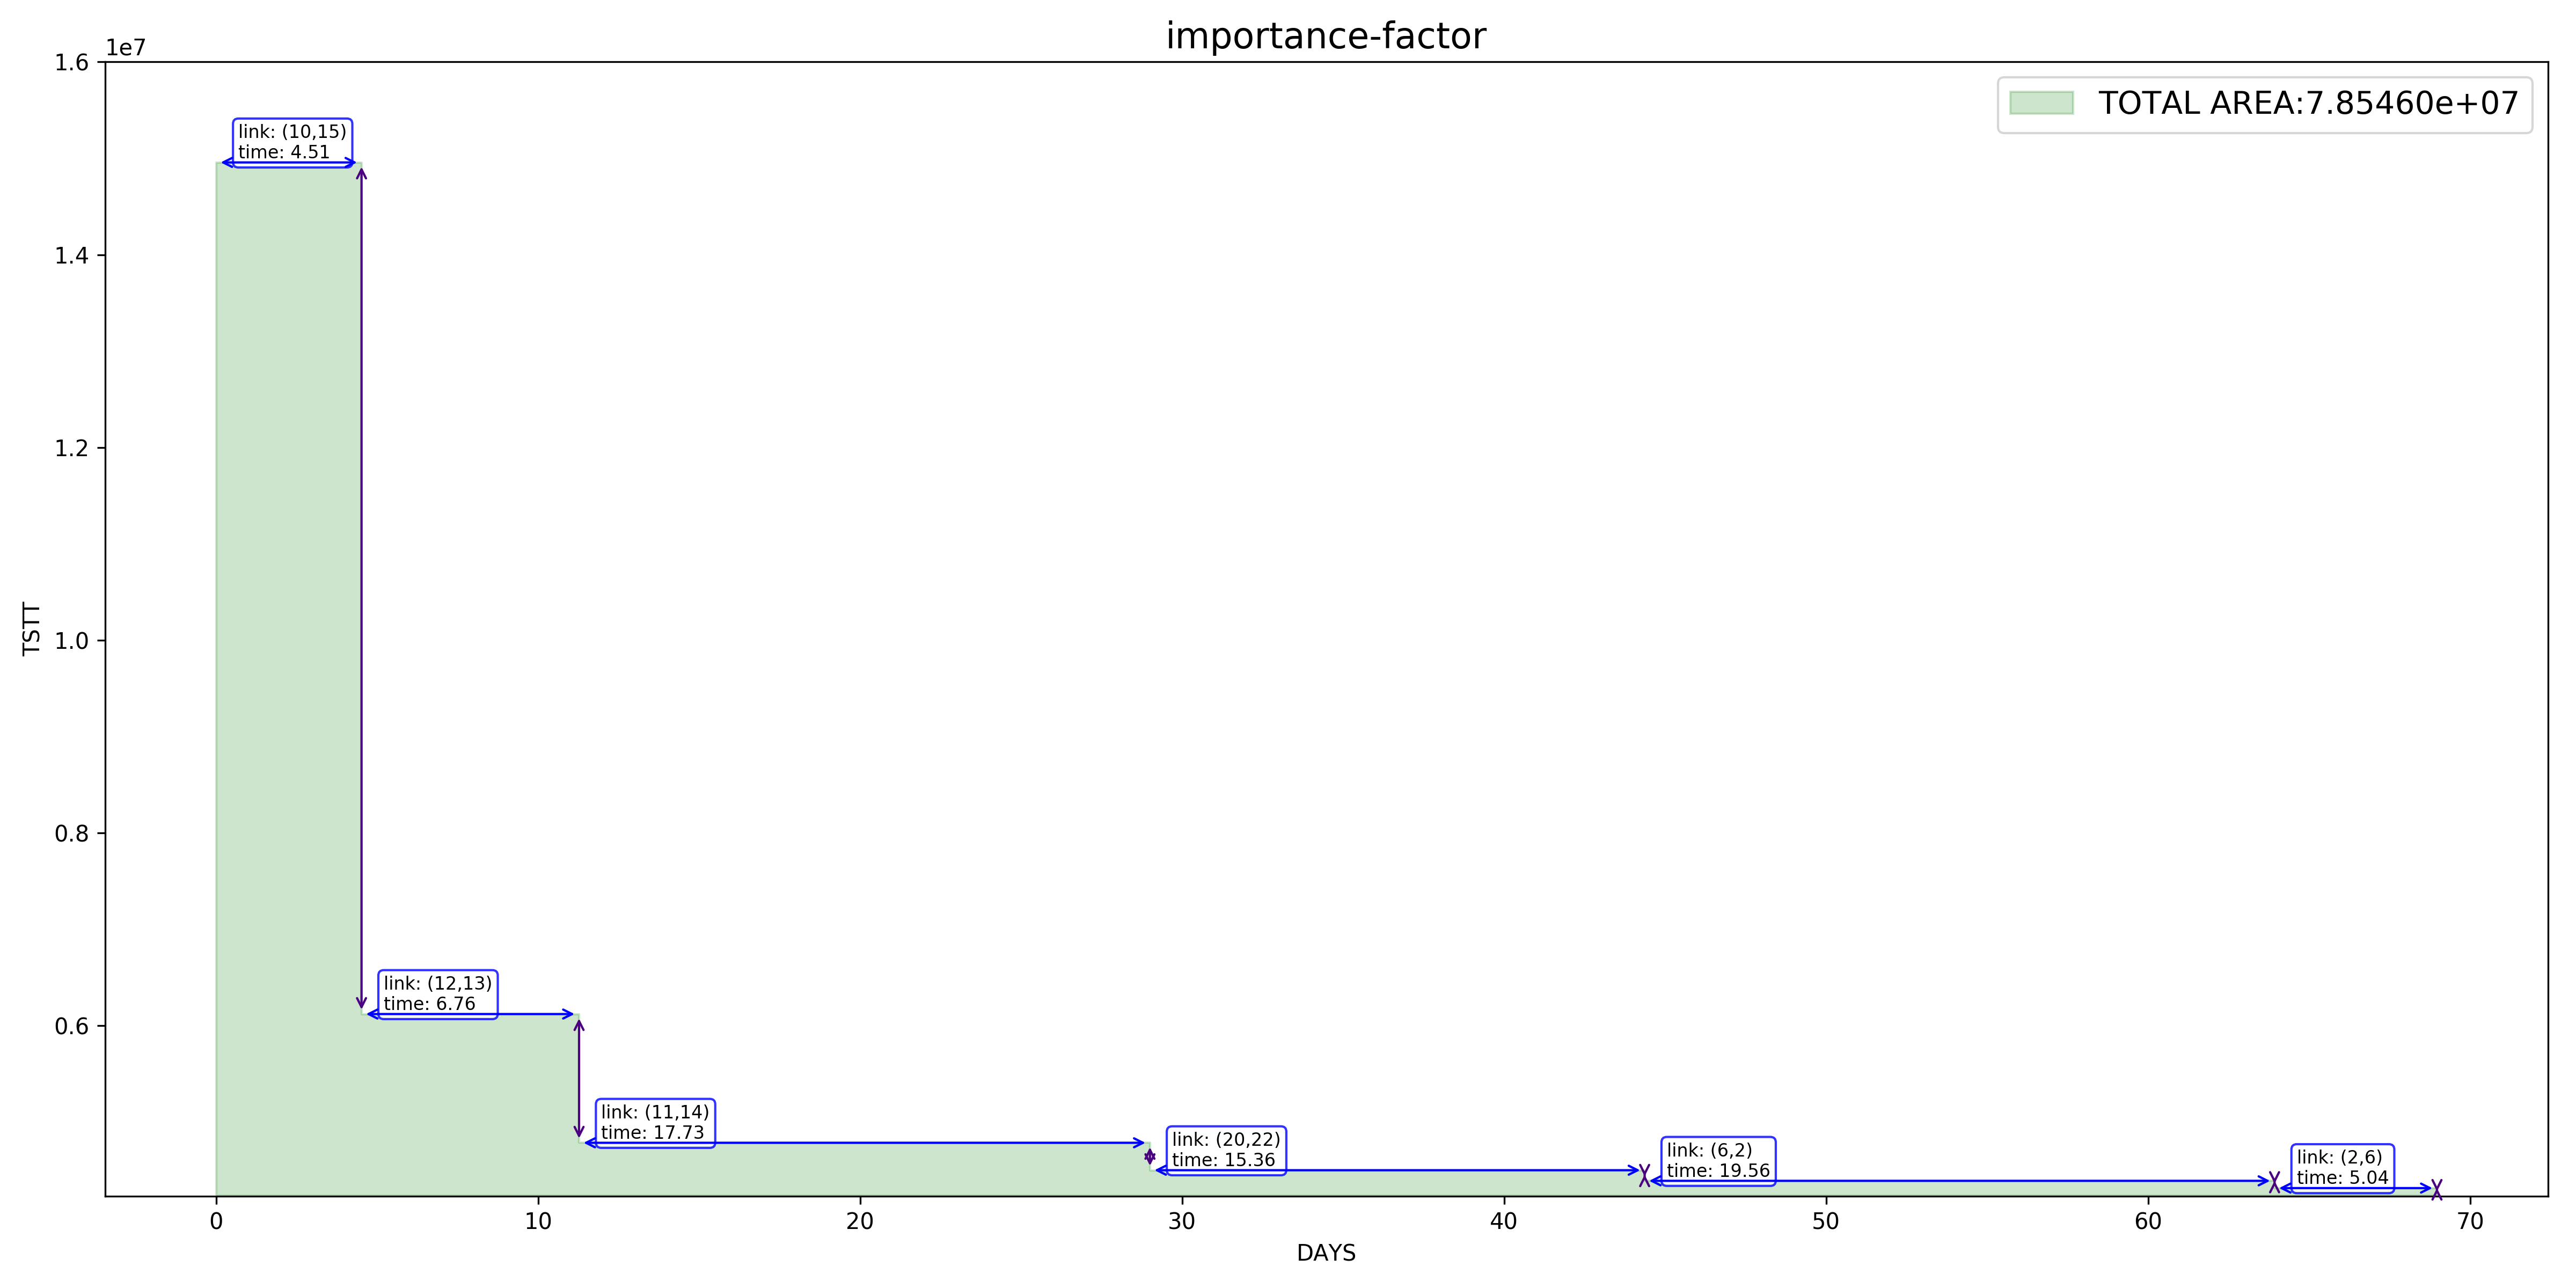 importance-factor
1e7
TOTAL AREA:7.85460e+07
1.6
1.4
1.2
1.0
0.8
0.6
TSTT
link: (10,15)
time: 4.51
link: (12,13)
time: 6.76
link: (11,14)
time: 17.73
link: (20,22)
time: 15.36
link: (6,2)
time: 19.56
link: (2,6)
time: 5.04
0 10 20 30 40 50 60 70
DAYS